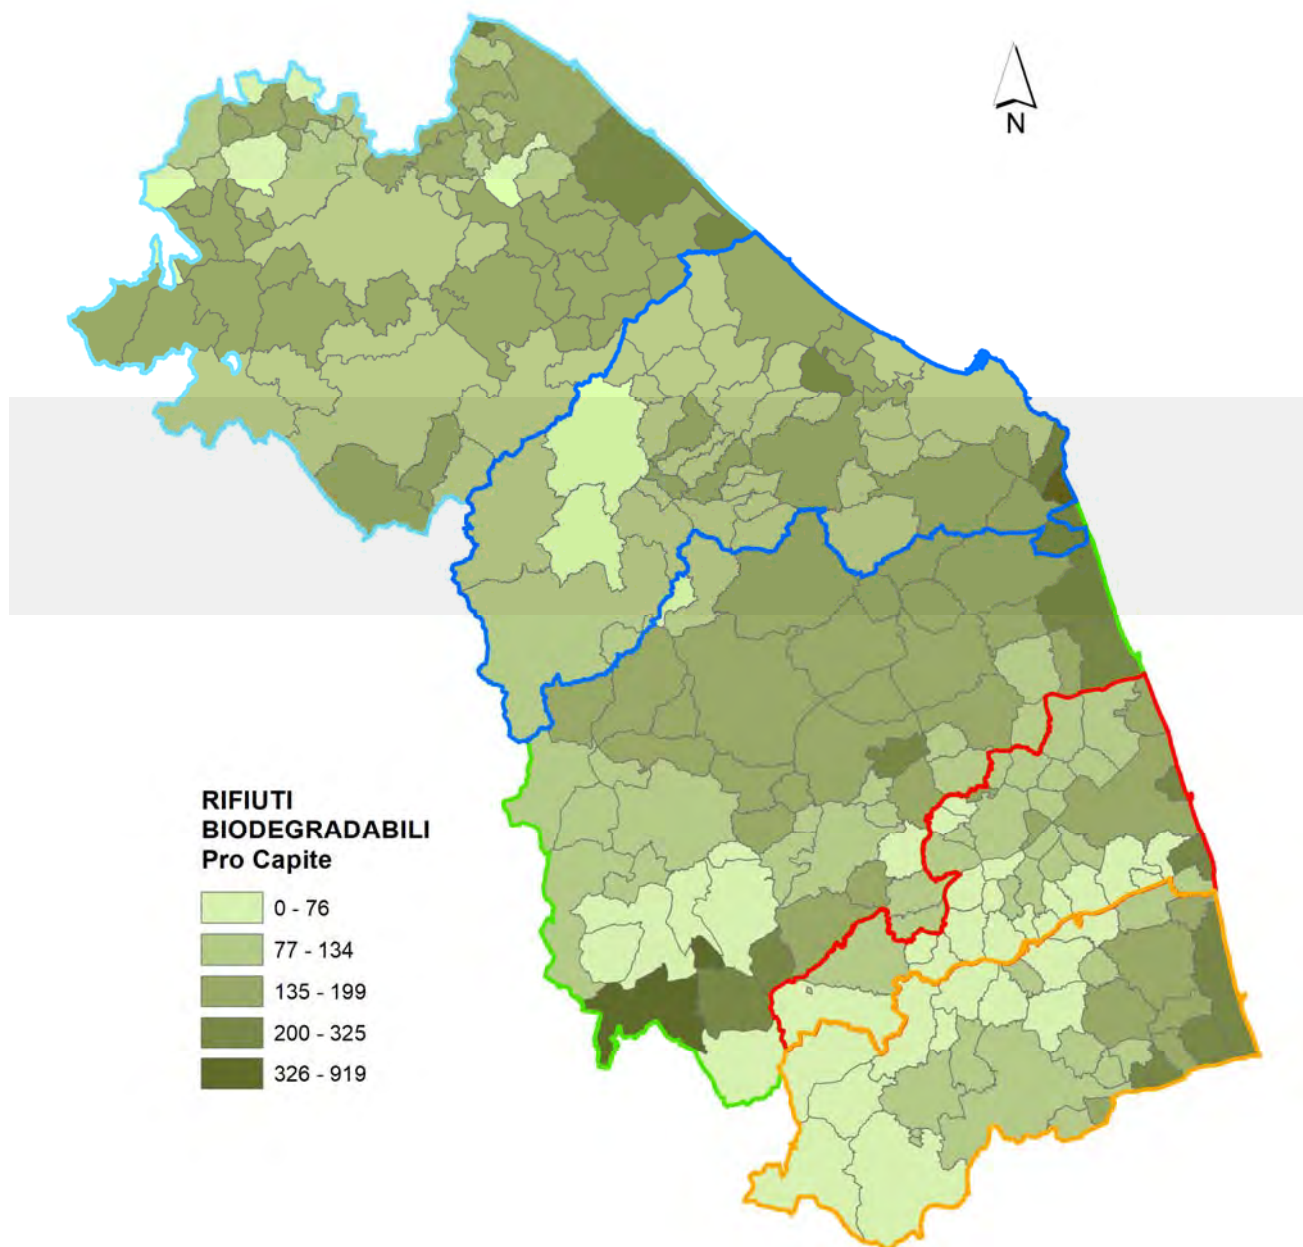 N
RIFIUTI
BIODEGRADABILI
Pro Capite
0 - 76
77 - 134
135 - 199
200 - 325
326 - 919